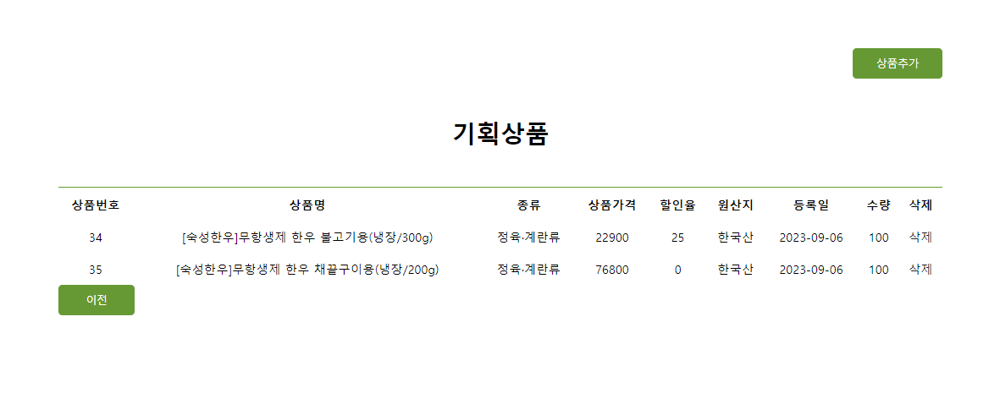 상품추가
기획상품
상품번호 상품명 종류 상품가격 할인율 원산지 등록일 수량 삭제
34 [숙성한우]무항생제 한우 불고기용(냉장/300g) 정육·계란류 22900 25 한국산 2023-09-06 100 삭제
35 [숙성한우]무항생제 한우 채끝구이용(냉장/200g) 정육·계란류 76800 0 한국산 2023-09-06 100 삭제
이전